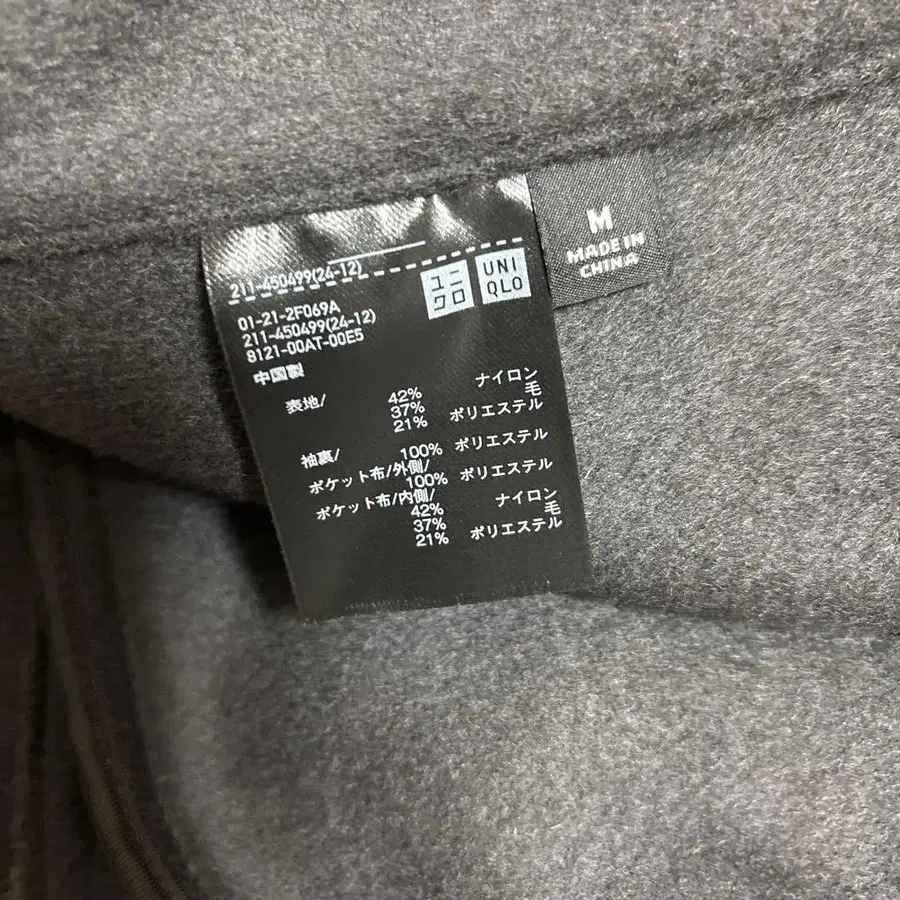 211-450499(24-12)
ユニ
クロ
UNI
QLO
M
MADE IN
CHINA
01-21-2F069A
211-450499(24-12)
8121-00AT-00E5
中国製
表地/ 42% ナイロン
37% 毛
21% ポリエステル
袖裏/ 100% ポリエステル
ポケット布/外側/
100% ポリエステル
ポケット布/内側/
42% ナイロン
37% 毛
21% ポリエステル